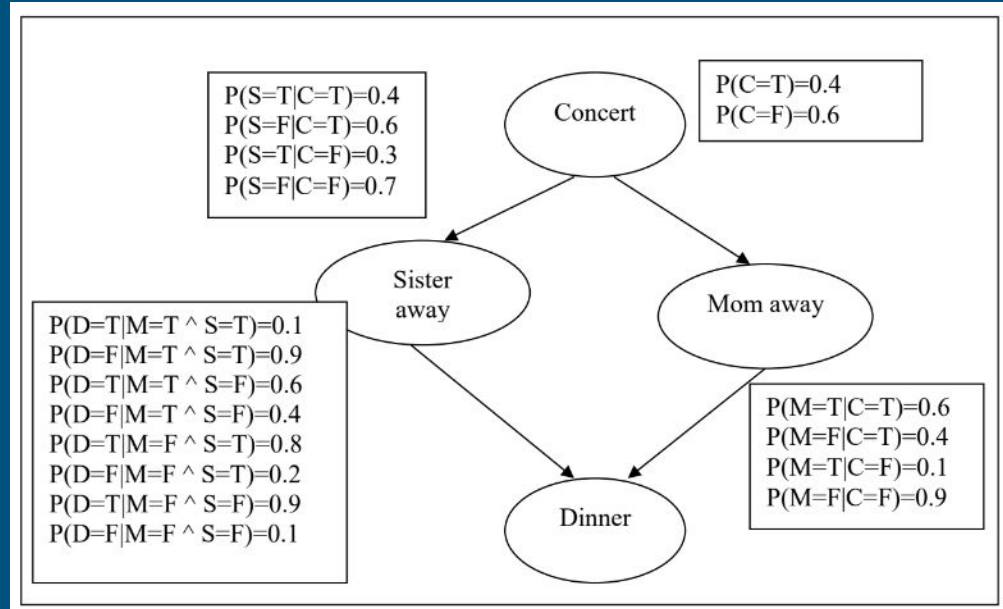 P(S=T|C=T)=0.4
P(S=F|C=T)=0.6
P(S=T|C=F)=0.3
P(S=F|C=F)=0.7
Concert
P(C=T)=0.4
P(C=F)=0.6
Sister
away
Mom away
P(D=T|M=T ^ S=T)=0.1
P(D=F|M=T ^ S=T)=0.9
P(D=T|M=T ^ S=F)=0.6
P(D=F|M=T ^ S=F)=0.4
P(D=T|M=F ^ S=T)=0.8
P(D=F|M=F ^ S=T)=0.2
P(D=T|M=F ^ S=F)=0.9
P(D=F|M=F ^ S=F)=0.1
P(M=T|C=T)=0.6
P(M=F|C=T)=0.4
P(M=T|C=F)=0.1
P(M=F|C=F)=0.9
Dinner